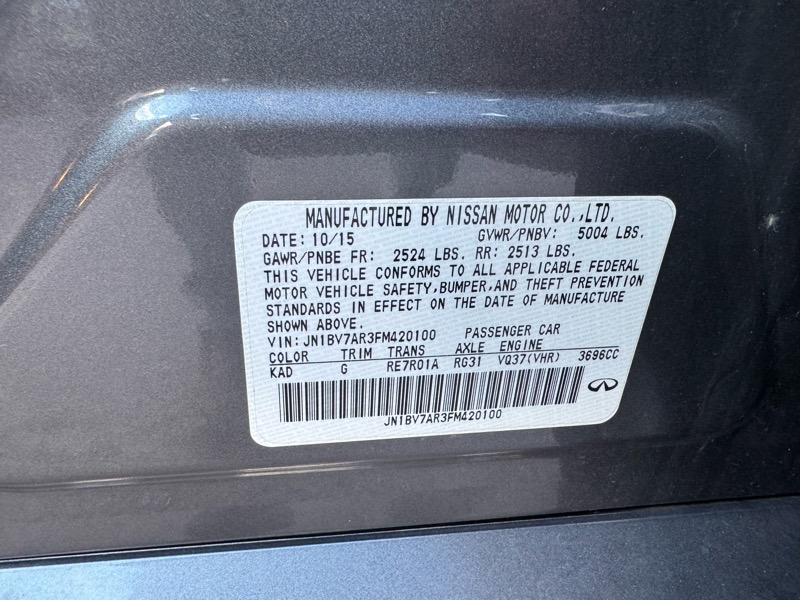 MANUFACTURED BY NISSAN MOTOR CO.,LTD.
DATE: 10/15 GVWR/PNBV: 5004 LBS.
GAWR/PNBE FR: 2524 LBS. RR: 2513 LBS.
THIS VEHICLE CONFORMS TO ALL APPLICABLE FEDERAL
MOTOR VEHICLE SAFETY,BUMPER,AND THEFT PREVENTION
STANDARDS IN EFFECT ON THE DATE OF MANUFACTURE
SHOWN ABOVE.
VIN: JN1BV7AR3FM420100 PASSENGER CAR
COLOR TRIM TRANS AXLE ENGINE
KAD G RE7R01A RG31 VQ37(VHR) 3696CC
JN1BV7AR3FM420100